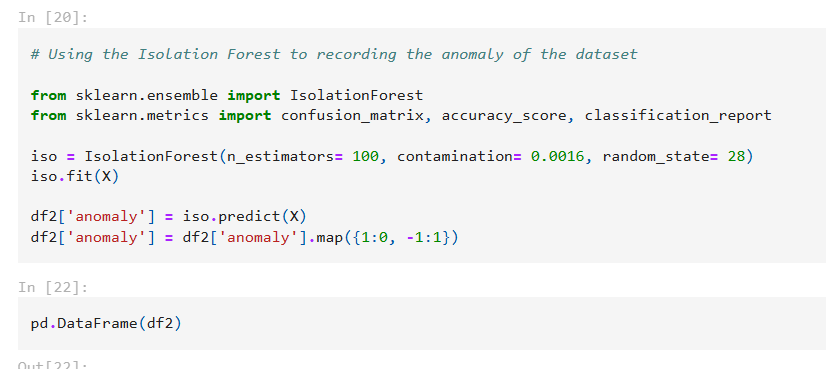 In [20]:
# Using the Isolation Forest to recording the anomaly of the dataset
from sklearn.ensemble import IsolationForest
from sklearn.metrics import confusion_matrix, accuracy_score, classification_report
iso = IsolationForest(n_estimators= 100, contamination= 0.0016, random_state= 28)
iso.fit(X)
df2['anomaly'] = iso.predict(X)
df2['anomaly'] = df2['anomaly'].map({1:0, -1:1})
In [22]:
pd.DataFrame(df2)
Out[22]: